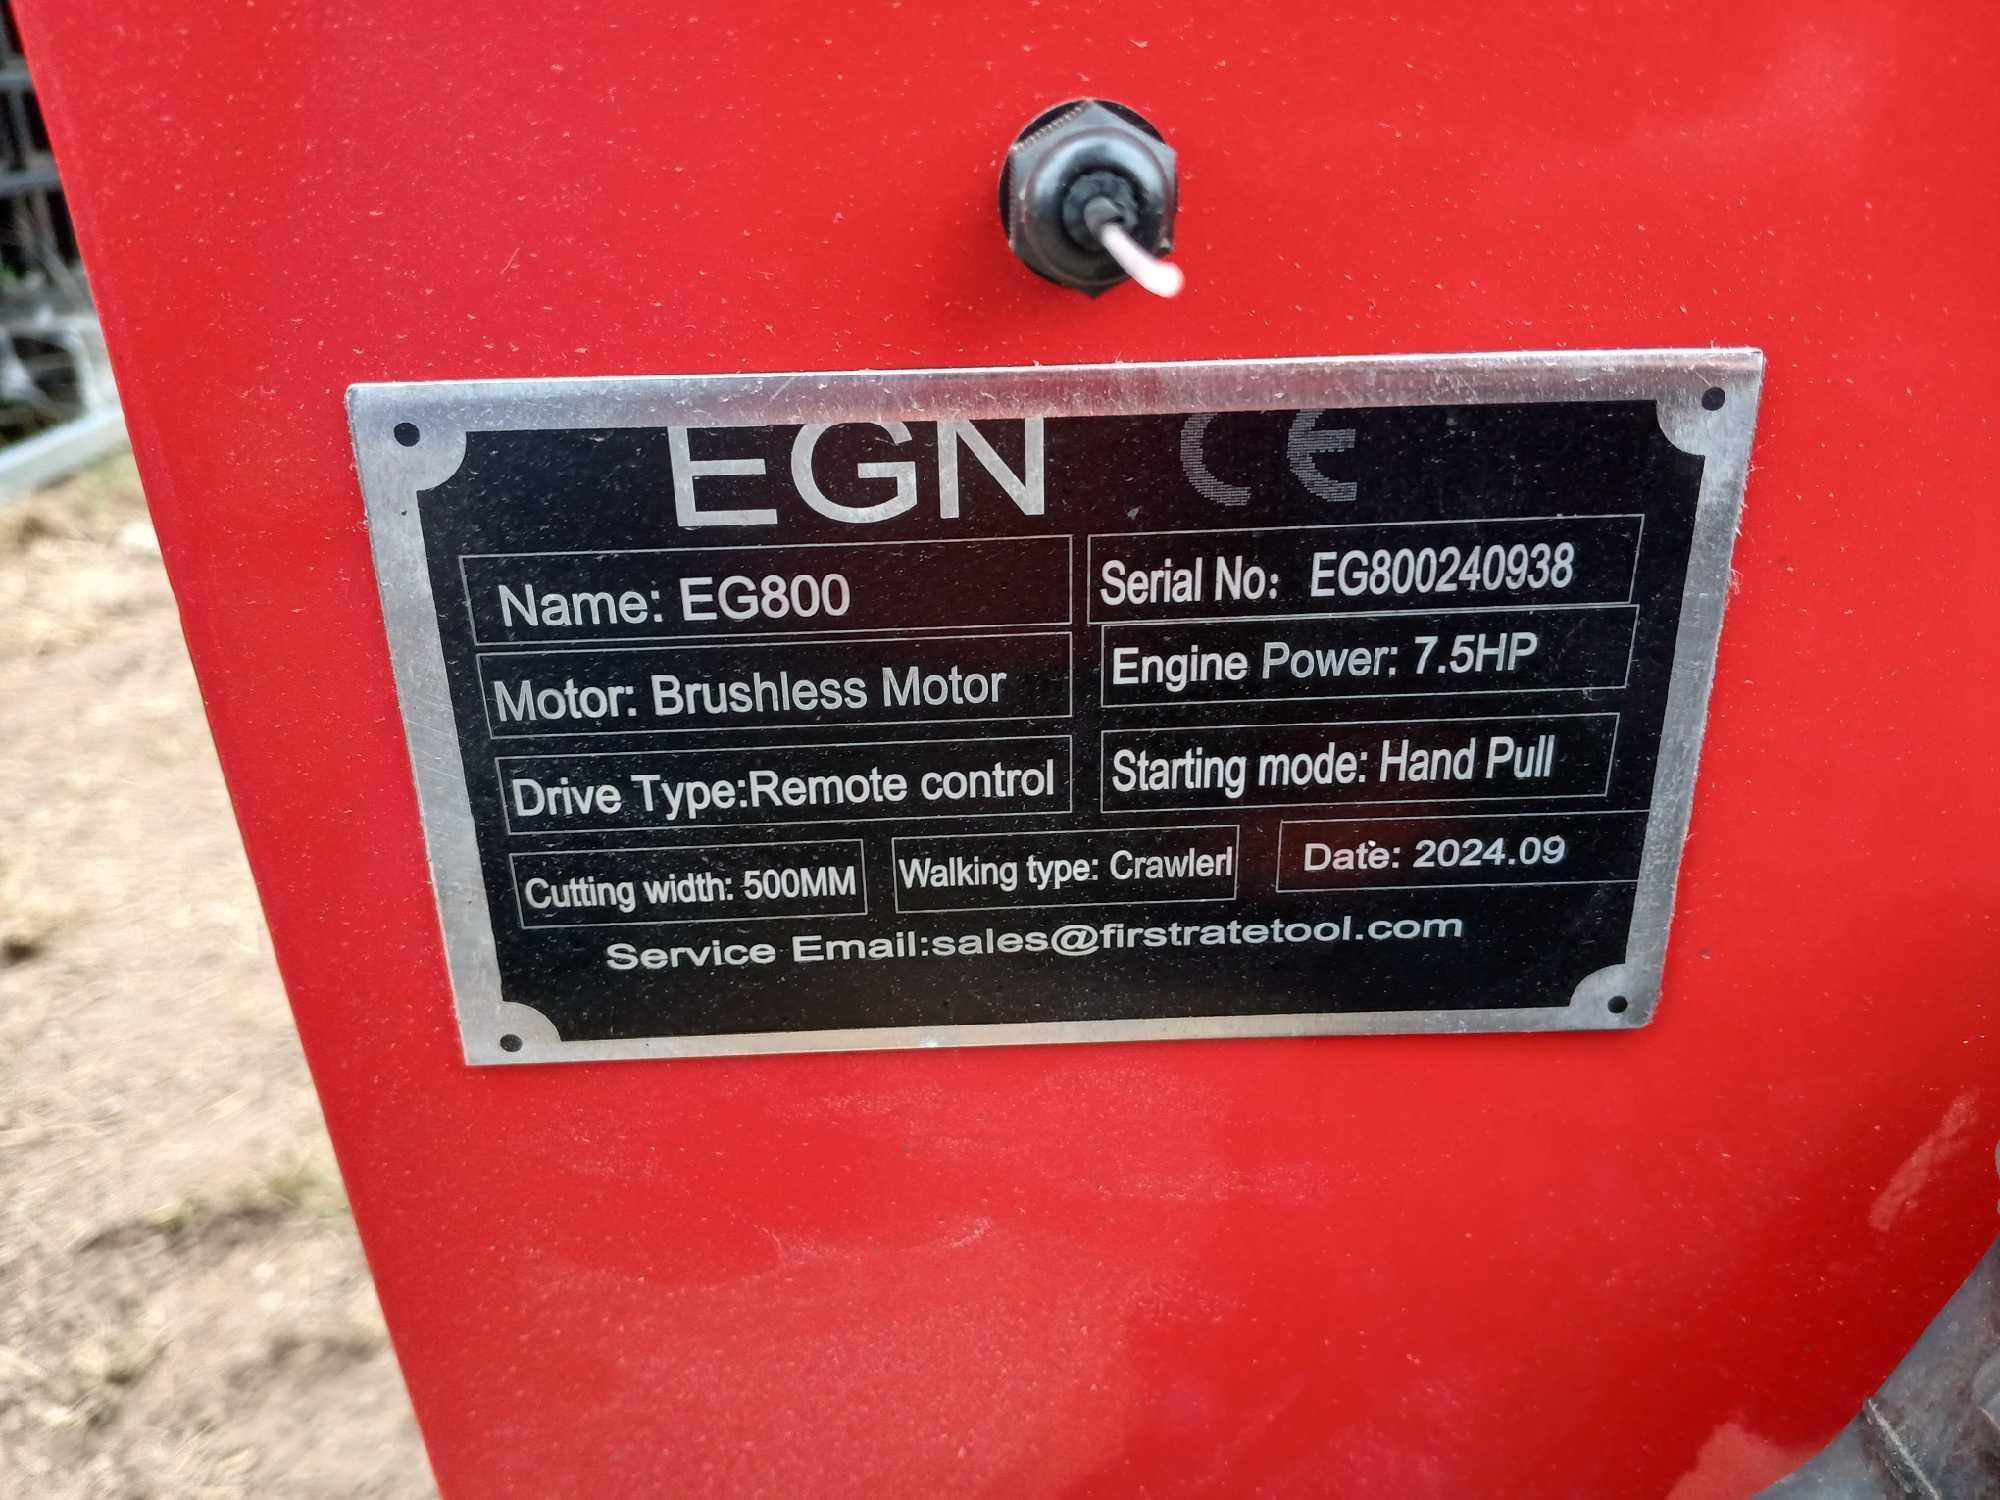 EGN CE
Name: EG800
Serial No: EG800240938
Motor: Brushless Motor
Engine Power: 7.5HP
Drive Type:Remote control
Starting mode: Hand Pull
Cutting width: 500MM
Walking type: Crawlerl
Date: 2024.09
Service Email:sales@firstratetool.com